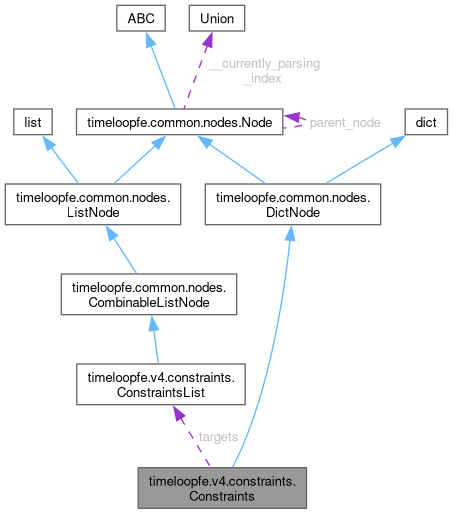 ABC
Union
__currently_parsing
_index
list
timeloopfe.common.nodes.Node
parent_node
dict
timeloopfe.common.nodes.
ListNode
timeloopfe.common.nodes.
DictNode
timeloopfe.common.nodes.
CombinableListNode
timeloopfe.v4.constraints.
ConstraintsList
targets
timeloopfe.v4.constraints.
Constraints